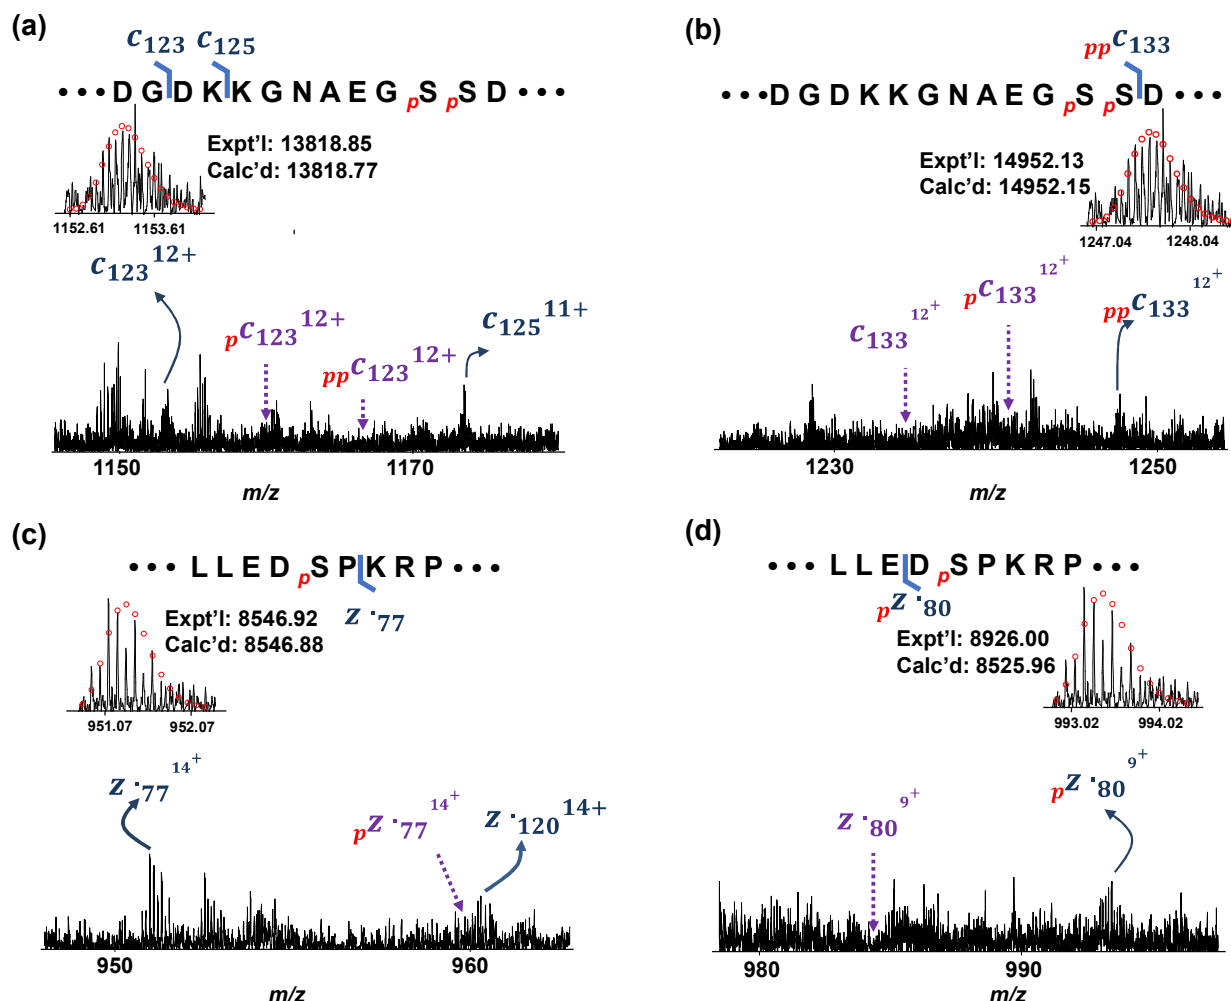 (a)
c123 c125
• • • D G D K K G N A E G pS pS D • • •
Expt'l: 13818.85
Calc'd: 13818.77
1152.61 1153.61
c123 12+
pc123 12+
ppc123 12+
c125 11+
1150 1170
m/z
(b)
ppc133
• • • D G D K K G N A E G pS pS D • • •
Expt'l: 14952.13
Calc'd: 14952.15
1247.04 1248.04
c133 12+
pc133 12+
ppc133 12+
1230 1250
m/z
(c)
• • • L L E D pS P K R P • • •
z·77
Expt'l: 8546.92
Calc'd: 8546.88
951.07 952.07
z·77 14+
pz·77 14+
z·120 14+
950 960
m/z
(d)
• • • L L E D pS P K R P • • •
pz·80
Expt'l: 8926.00
Calc'd: 8525.96
993.02 994.02
z·80 9+
pz·80 9+
980 990
m/z